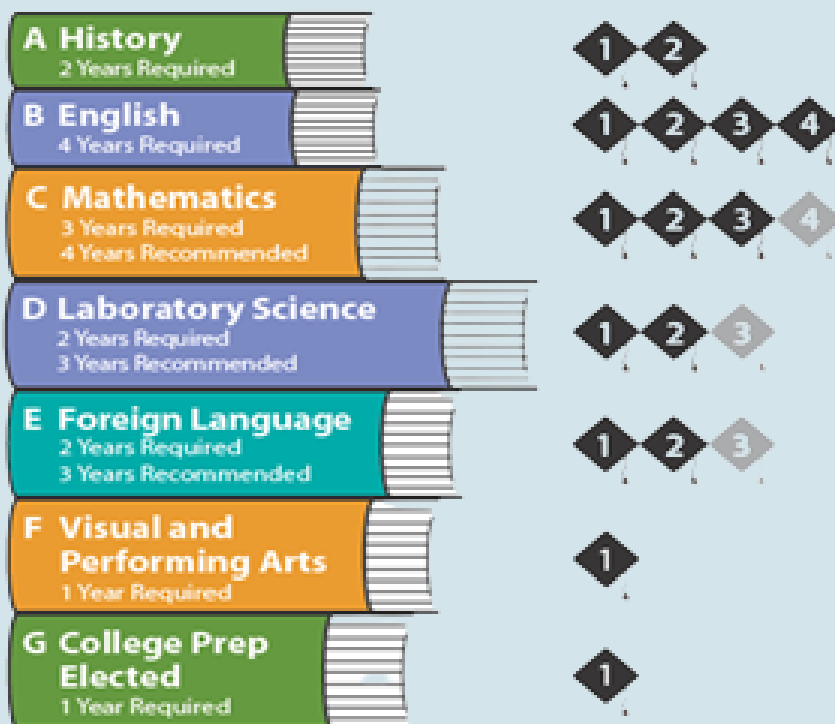 A History
2 Years Required
1 2
B English
4 Years Required
1 2 3 4
C Mathematics
3 Years Required
4 Years Recommended
1 2 3 4
D Laboratory Science
2 Years Required
3 Years Recommended
1 2 3
E Foreign Language
2 Years Required
3 Years Recommended
1 2 3
F Visual and
Performing Arts
1 Year Required
1
G College Prep
Elected
1 Year Required
1